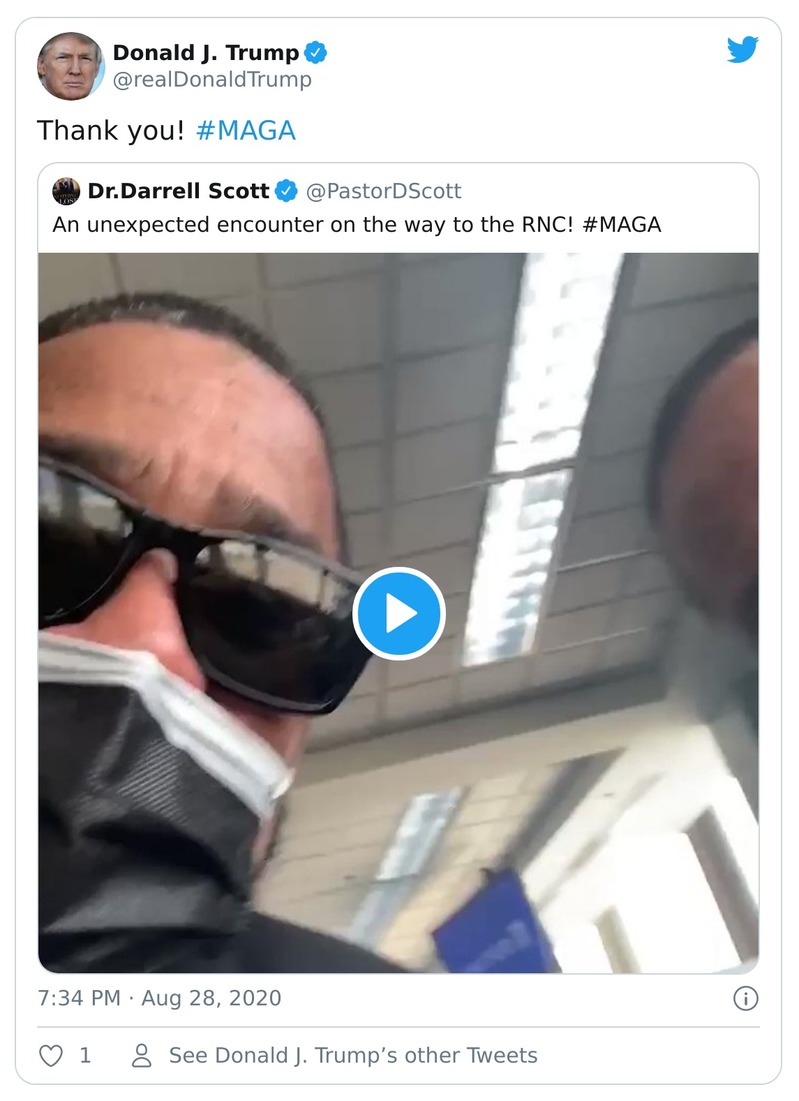 Donald J. Trump
@realDonaldTrump
Thank you! #MAGA
Dr.Darrell Scott @PastorDScott
An unexpected encounter on the way to the RNC! #MAGA
7:34 PM · Aug 28, 2020
1 See Donald J. Trump’s other Tweets